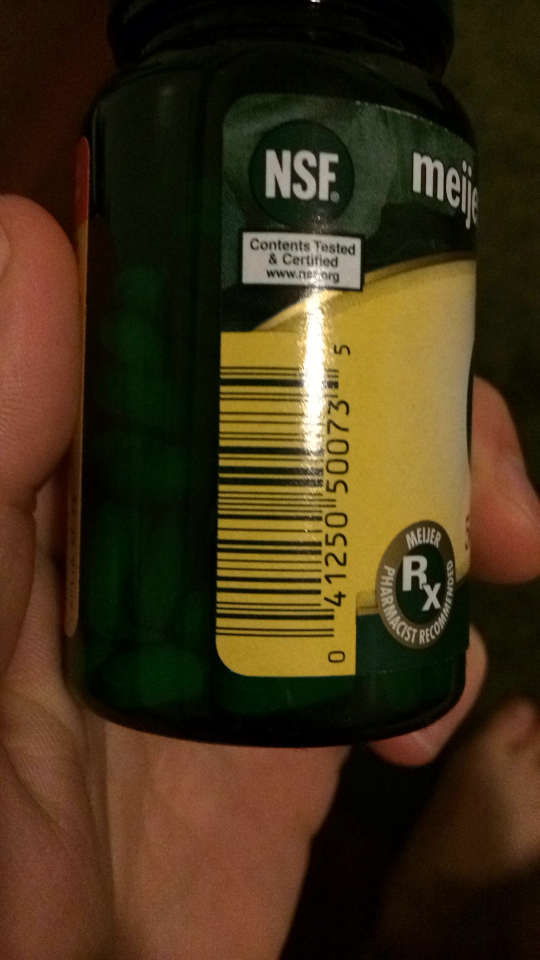 NSF®
Contents Tested
& Certified
www.nsf.org
meije
0 41250 50073 5
MEIJER
Rx
PHARMACIST RECOMMENDED